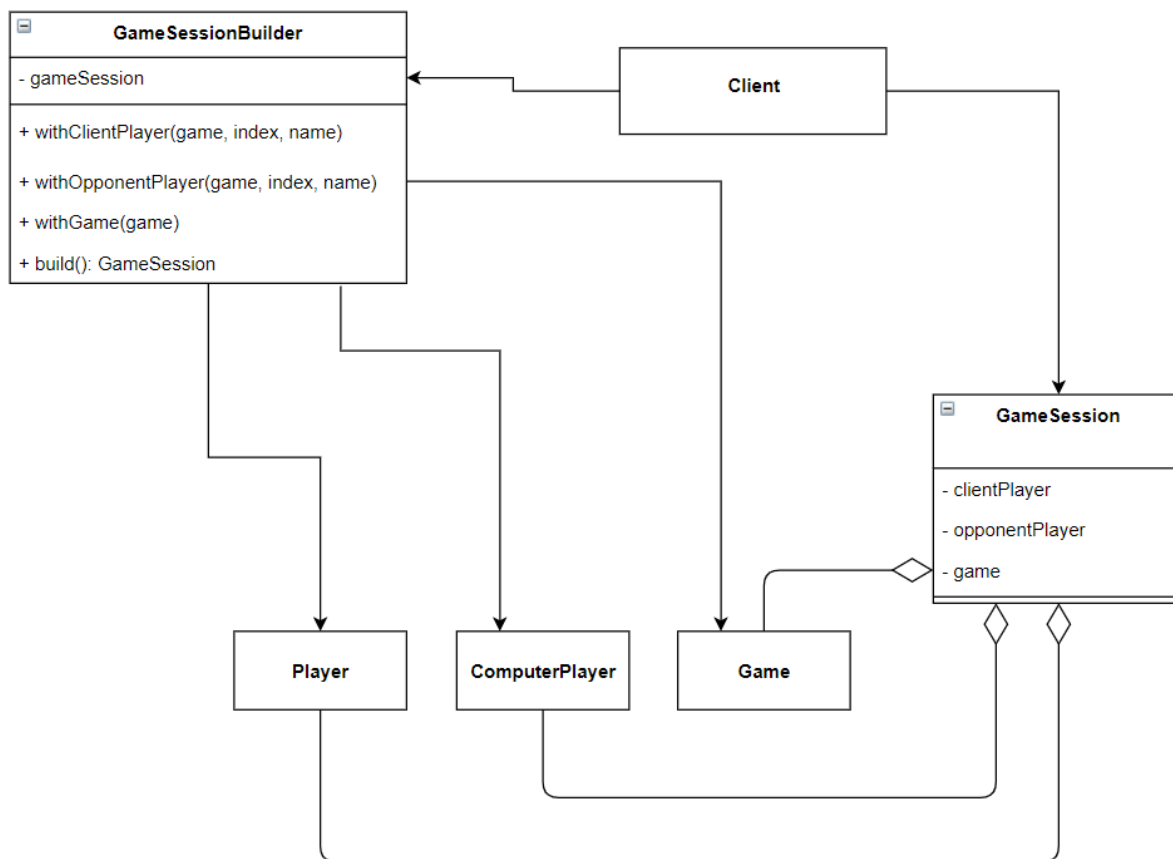 GameSessionBuilder
- gameSession
+ withClientPlayer(game, index, name)
+ withOpponentPlayer(game, index, name)
+ withGame(game)
+ build(): GameSession
Client
GameSession
- clientPlayer
- opponentPlayer
- game
Player
ComputerPlayer
Game